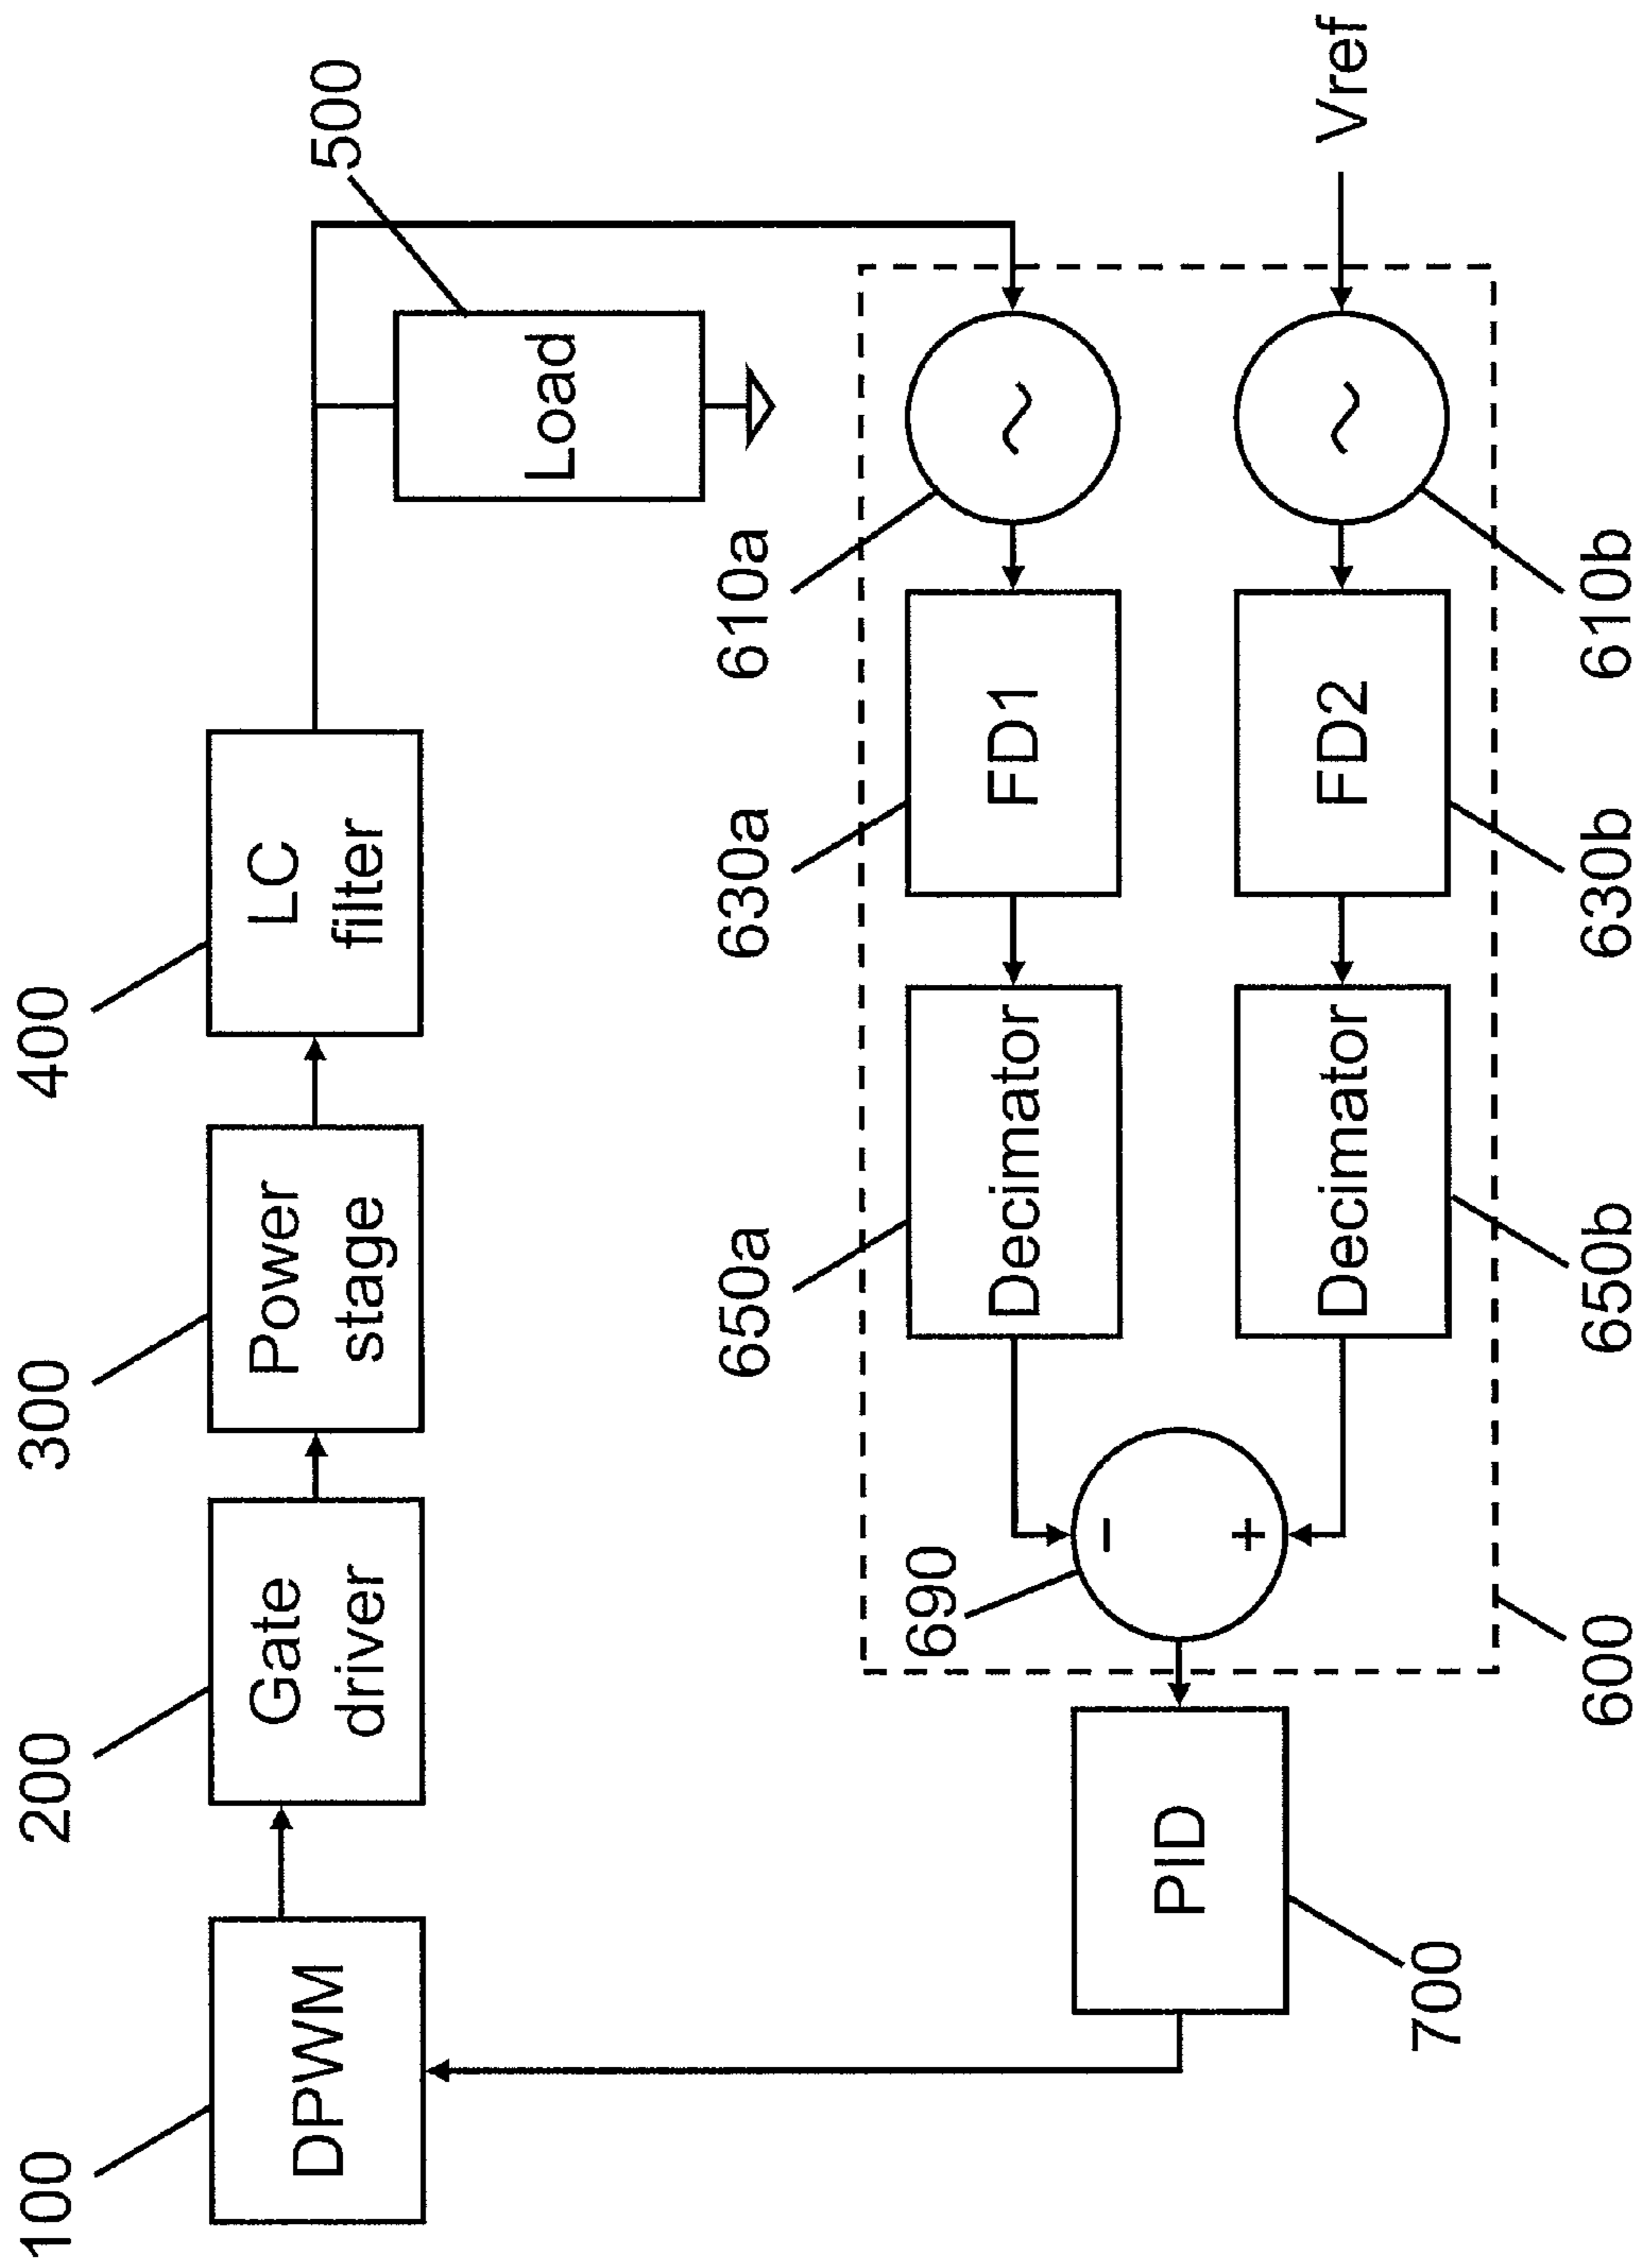 100
200
300
400
DPWM
Gate
driver
Power
stage
LC
filter
500
Load
690
650a
630a
610a
Decimator
FD1
~
-
+
PID
Decimator
FD2
~
Vref
700
600
650b
630b
610b